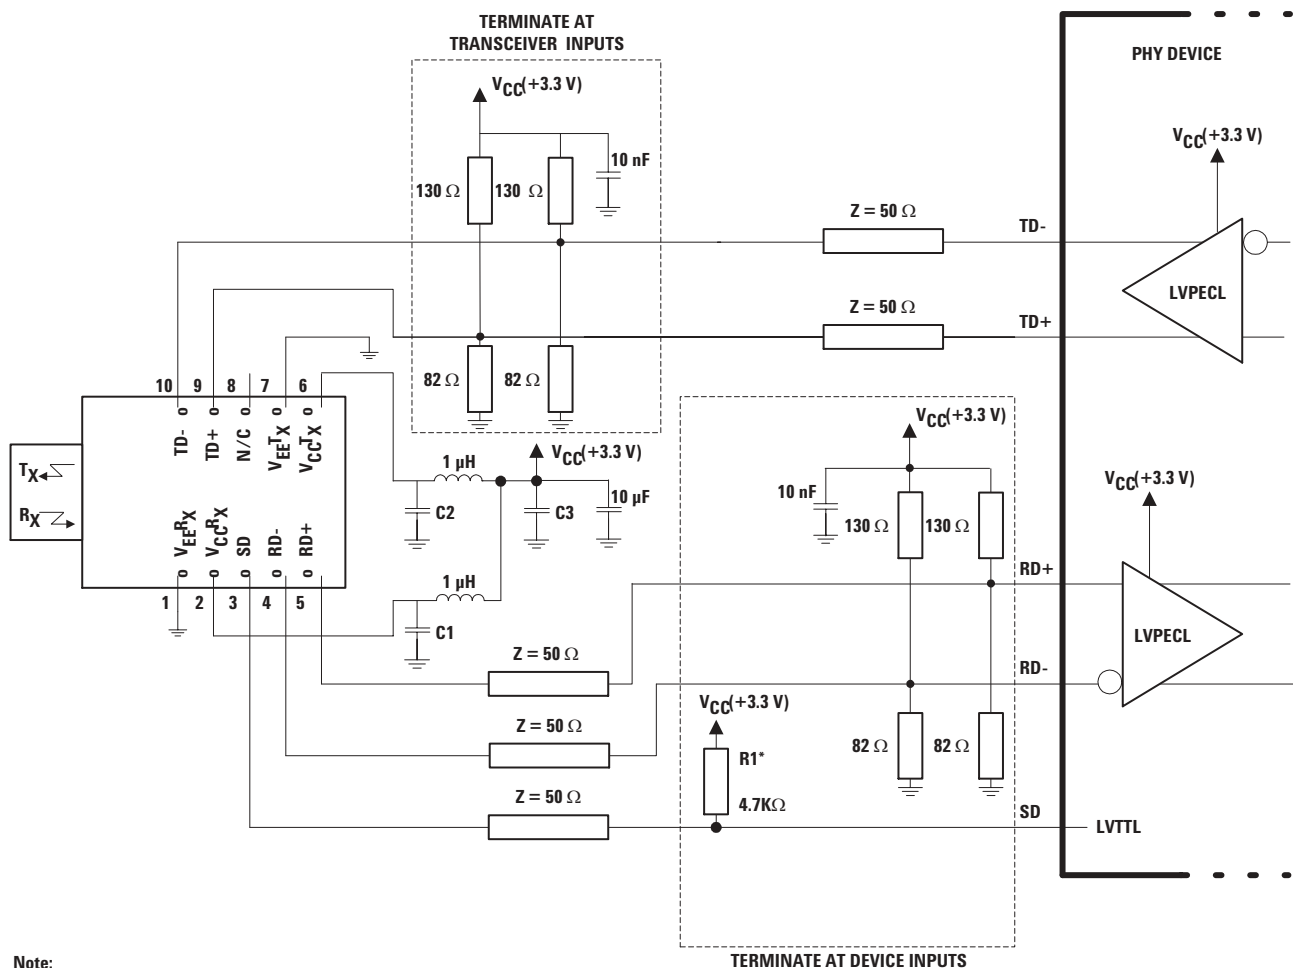 TERMINATE AT
TRANSCEIVER INPUTS
PHY DEVICE
VCC(+3.3 V)
VCC(+3.3 V)
10 nF
130 Ω
130 Ω
Z = 50 Ω
TD-
LVPECL
Z = 50 Ω
TD+
82 Ω
82 Ω
10
9
8
7
6
TD-
TD+
N/C
VEETX
VCCTX
TX
RX
VEERX
VCCRX
SD
RD-
RD+
1
2
3
4
5
1 µH
VCC(+3.3 V)
C2
C3
10 µF
1 µH
C1
VCC(+3.3 V)
10 nF
130 Ω
130 Ω
VCC(+3.3 V)
RD+
LVPECL
RD-
Z = 50 Ω
VCC(+3.3 V)
Z = 50 Ω
R1*
4.7KΩ
82 Ω
82 Ω
Z = 50 Ω
SD
LVTTL
TERMINATE AT DEVICE INPUTS
Note: